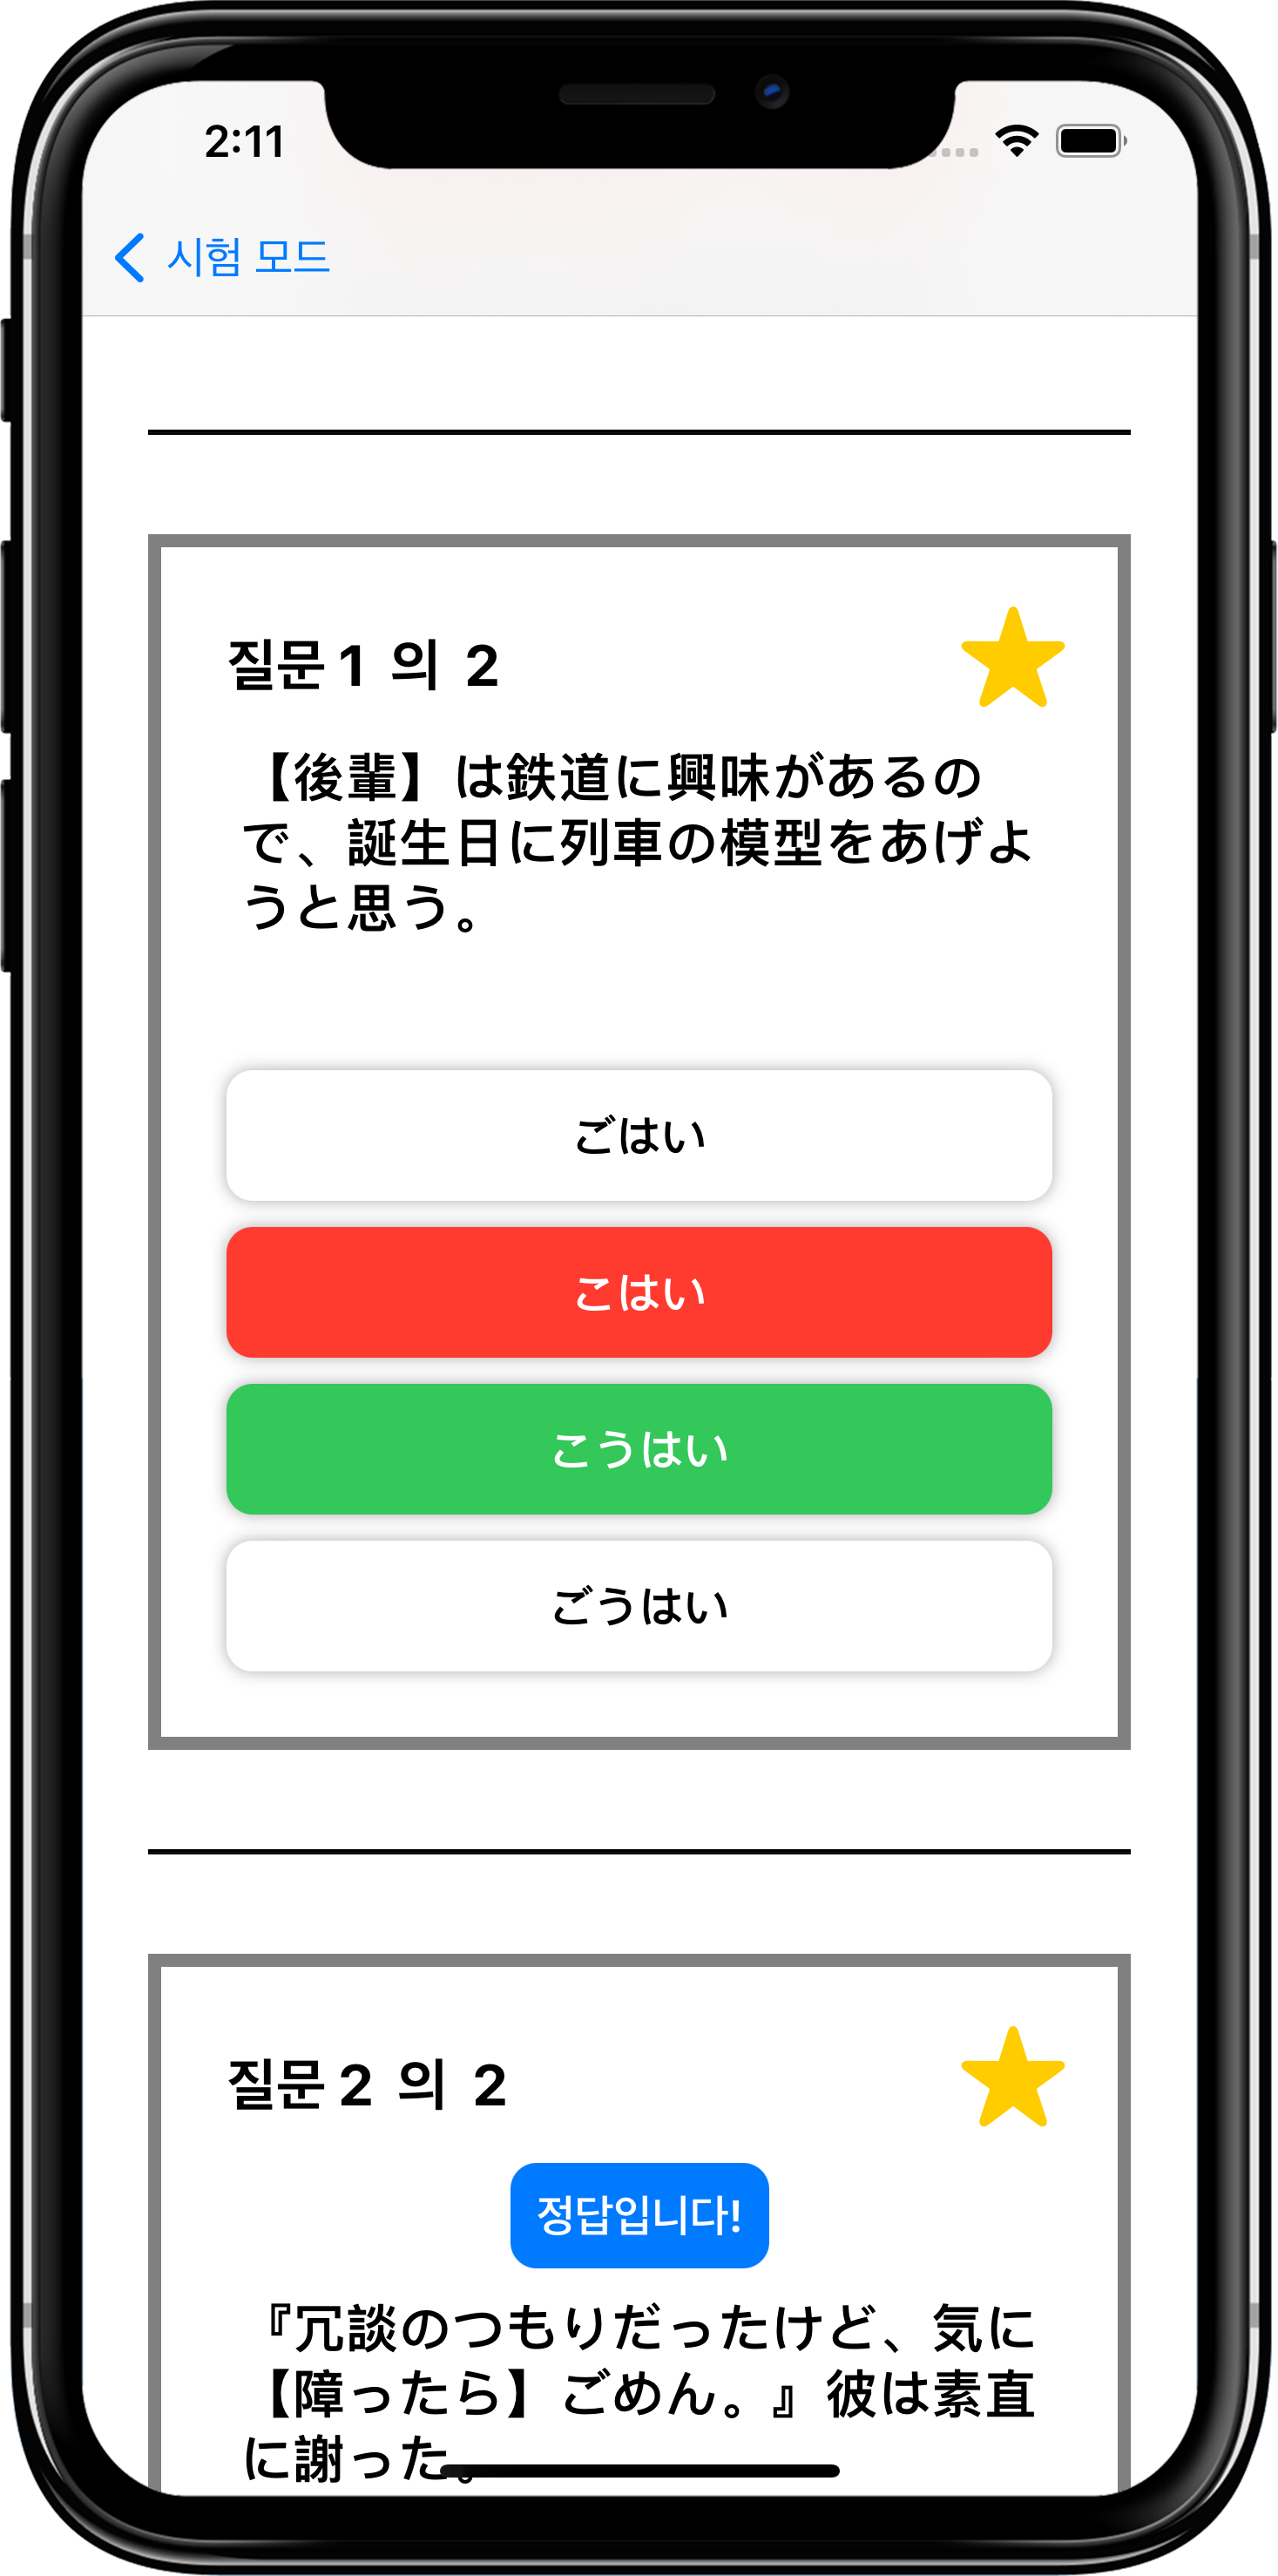 2:11
시험 모드
질문 1 의 2
【後輩】は鉄道に興味があるの
で、誕生日に列車の模型をあげよ
うと思う。
ごはい
こはい
こうはい
ごうはい
질문 2 의 2
정답입니다!
『冗談のつもりだったけど、気に
【障ったら】ごめん。』彼は素直
に謝った。